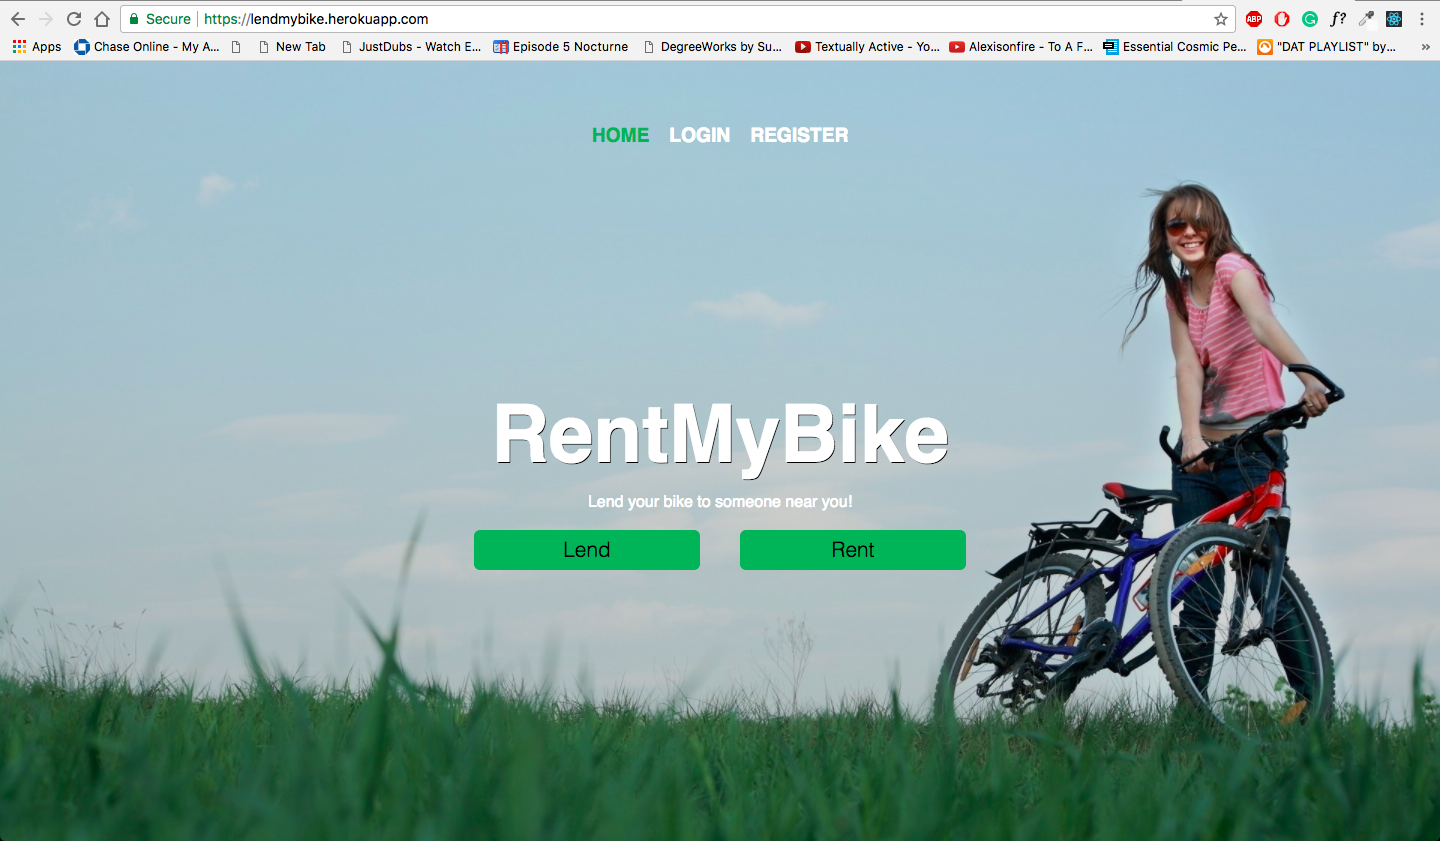 Secure https://lendmybike.herokuapp.com ABP f?
Apps Chase Online - My A... New Tab JustDubs - Watch E... Episode 5 Nocturne DegreeWorks by Su... Textually Active - Yo... Alexisonfire - To A F... Essential Cosmic Pe... "DAT PLAYLIST" by... »
HOME LOGIN REGISTER
RentMyBike
Lend your bike to someone near you!
Lend Rent